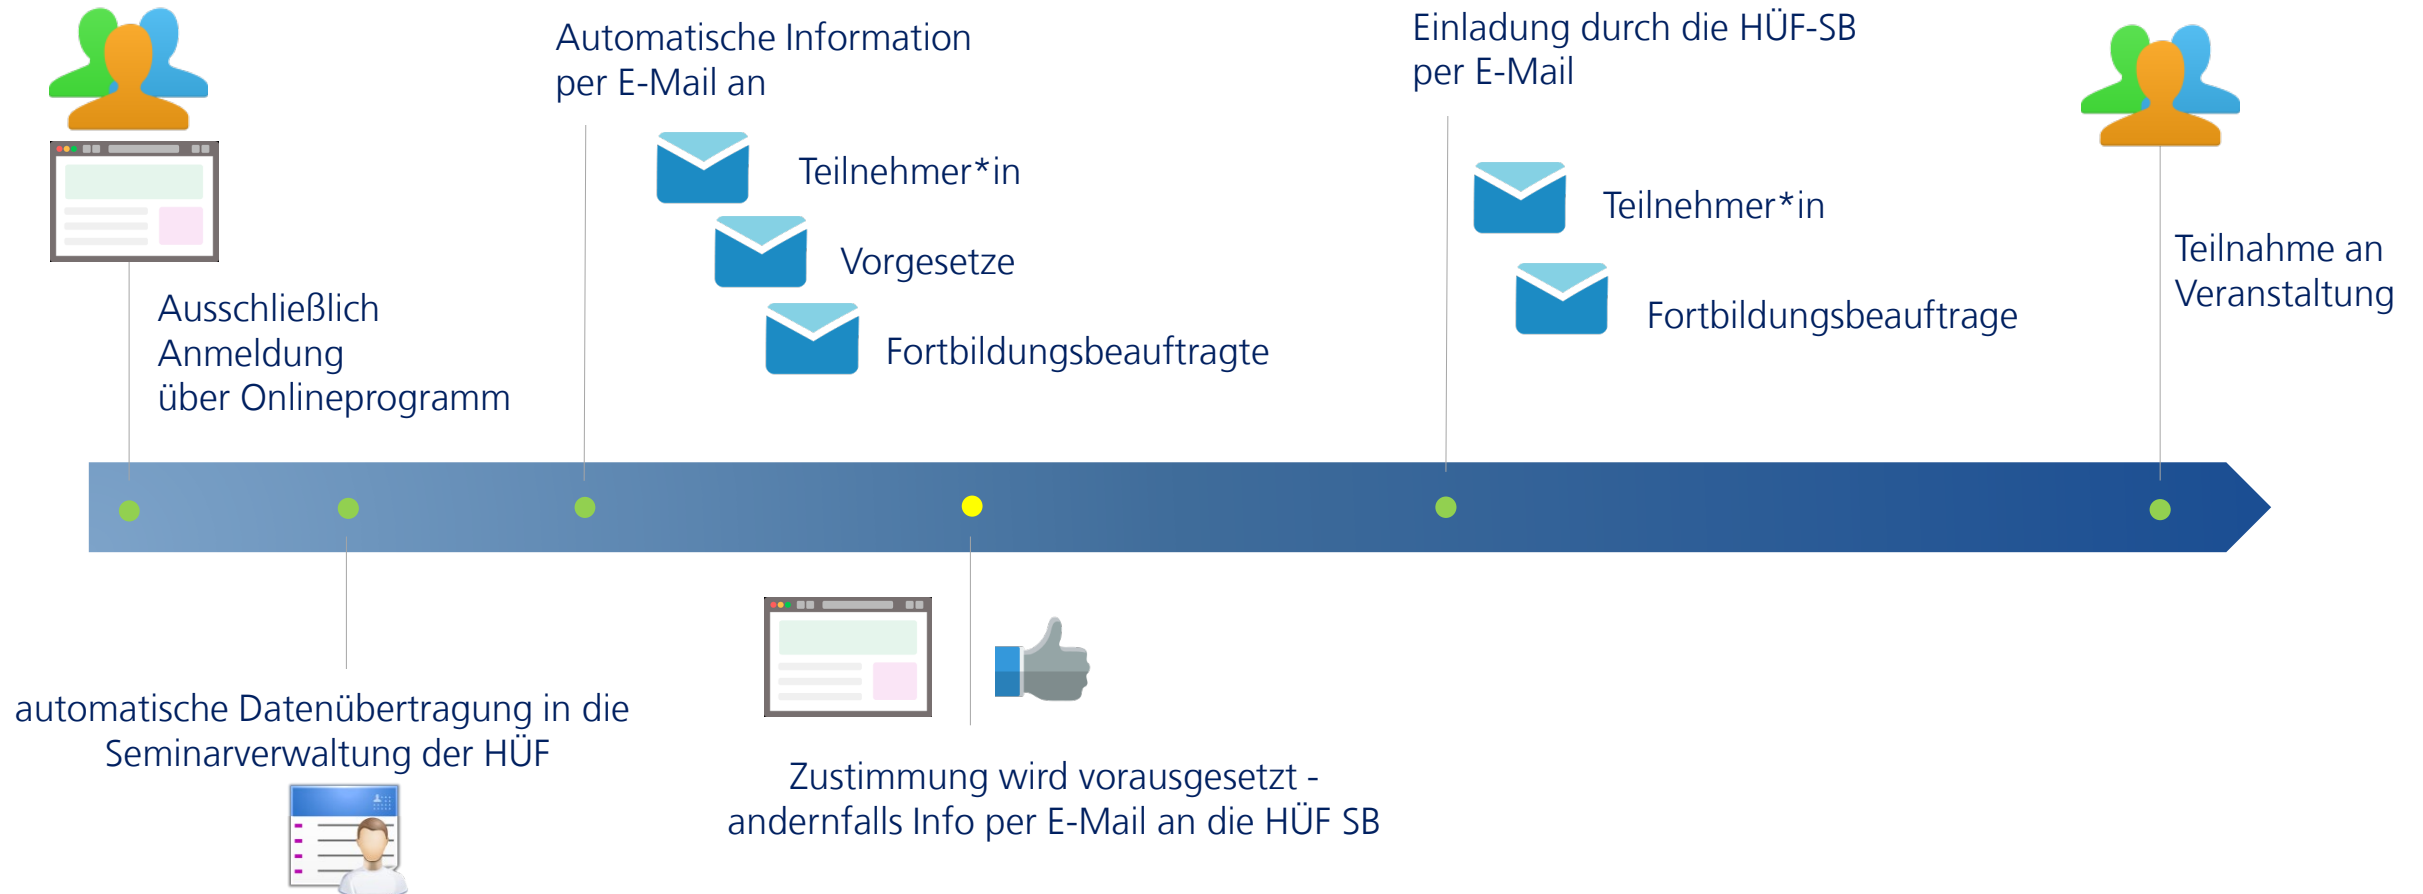 Ausschließlich
Anmeldung
über Onlineprogramm
automatische Datenübertragung in die
Seminarverwaltung der HÜF
Automatische Information
per E-Mail an
Teilnehmer*in
Vorgesetze
Fortbildungsbeauftragte
Zustimmung wird vorausgesetzt -
andernfalls Info per E-Mail an die HÜF SB
Einladung durch die HÜF-SB
per E-Mail
Teilnehmer*in
Fortbildungsbeauftrage
Teilnahme an
Veranstaltung